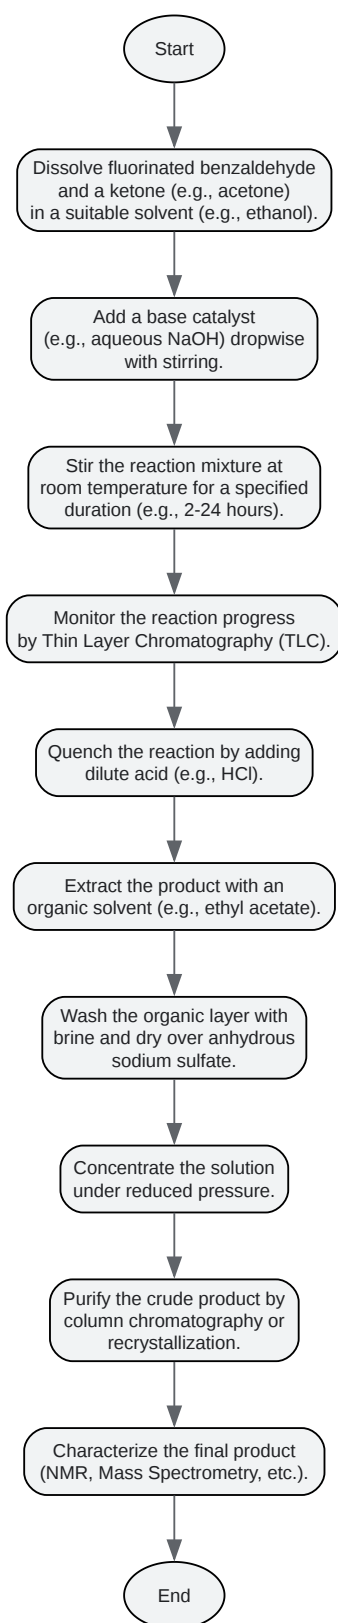 Start
Dissolve fluorinated benzaldehyde
and a ketone (e.g., acetone)
in a suitable solvent (e.g., ethanol).
Add a base catalyst
(e.g., aqueous NaOH) dropwise
with stirring.
Stir the reaction mixture at
room temperature for a specified
duration (e.g., 2-24 hours).
Monitor the reaction progress
by Thin Layer Chromatography (TLC).
Quench the reaction by adding
dilute acid (e.g., HCl).
Extract the product with an
organic solvent (e.g., ethyl acetate).
Wash the organic layer with
brine and dry over anhydrous
sodium sulfate.
Concentrate the solution
under reduced pressure.
Purify the crude product by
column chromatography or
recrystallization.
Characterize the final product
(NMR, Mass Spectrometry, etc.).
End